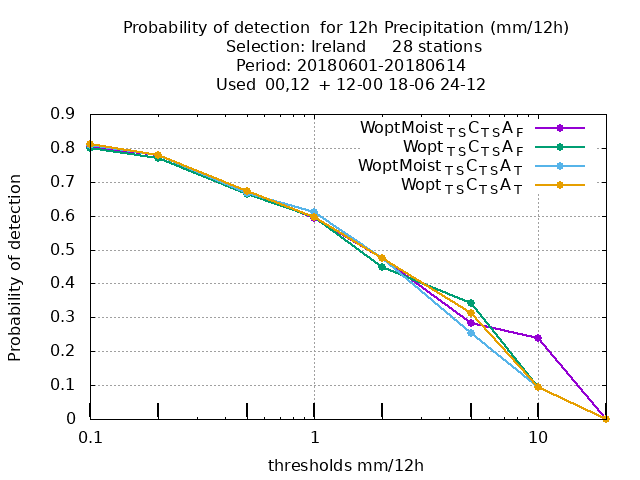 Probability of detection  for 12h Precipitation (mm/12h)
Selection: Ireland     28 stations
Period: 20180601-20180614
Used  00,12  + 12-00 18-06 24-12
WoptMoist TS C TS A F
Wopt TS C TS A F
WoptMoist TS C TS A T
Wopt TS C TS A T
Probability of detection
0.9
0.8
0.7
0.6
0.5
0.4
0.3
0.2
0.1
0
0.1
1
10
thresholds mm/12h